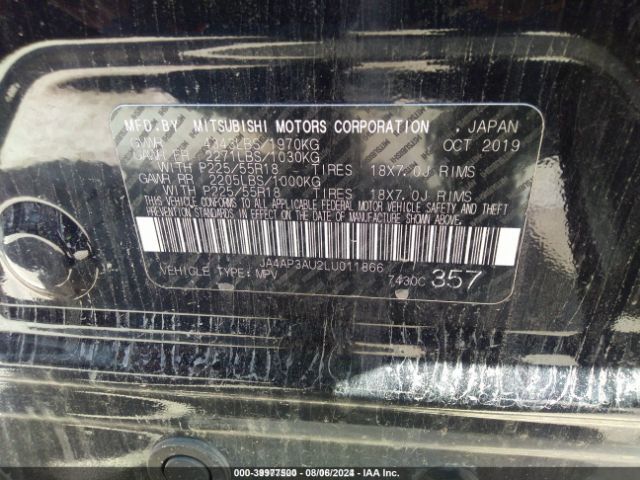 MFD.BY MITSUBISHI MOTORS CORPORATION . JAPAN
GVWR 4343LBS/1970KG OCT 2019
GAWR FR 2271LBS/1030KG
WITH P225/55R18 TIRES 18X7.0J RIMS
GAWR RR 2205LBS/1000KG
WITH P225/55R18 TIRES 18X7.0J RIMS
THIS VEHICLE CONFORMS TO ALL APPLICABLE FEDERAL MOTOR VEHICLE SAFETY AND THEFT
PREVENTION STANDARDS IN EFFECT ON THE DATE OF MANUFACTURE SHOWN ABOVE.
JA4AP3AU2LU011866
VEHICLE TYPE: MPV 7430C 357
000-39977500 - 08/06/2024 - IAA Inc.